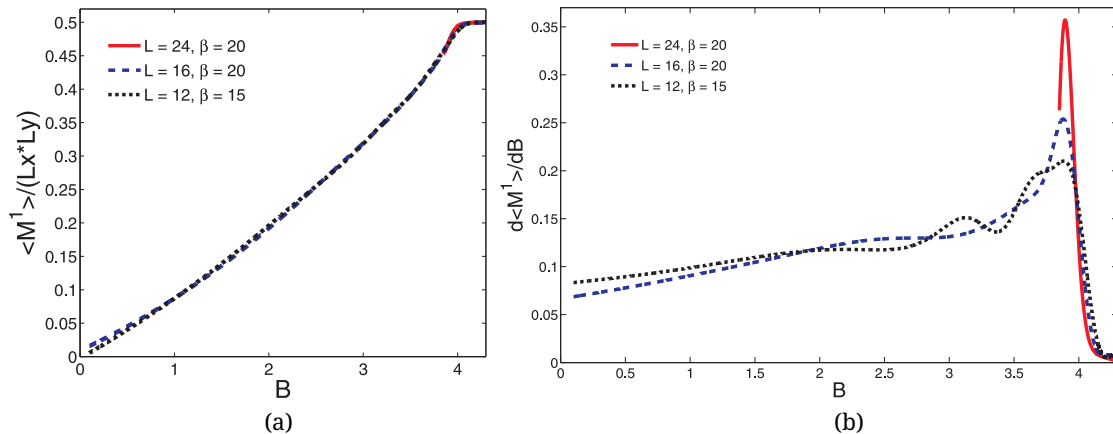 <M¹>/(Lx*Ly)
0.5
0.45
0.4
0.35
0.3
0.25
0.2
0.15
0.1
0.05
0
L = 24, β = 20
L = 16, β = 20
L = 12, β = 15
0 1 2 3 4
B
(a)
d<M¹>/dB
0.35
0.3
0.25
0.2
0.15
0.1
0.05
0
L = 24, β = 20
L = 16, β = 20
L = 12, β = 15
0 0.5 1 1.5 2 2.5 3 3.5 4
B
(b)